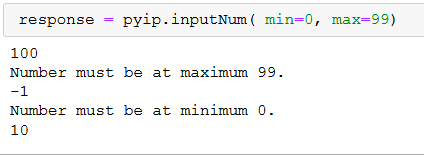 response = pyip.inputNum( min=0, max=99)
100
Number must be at maximum 99.
-1
Number must be at minimum 0.
10